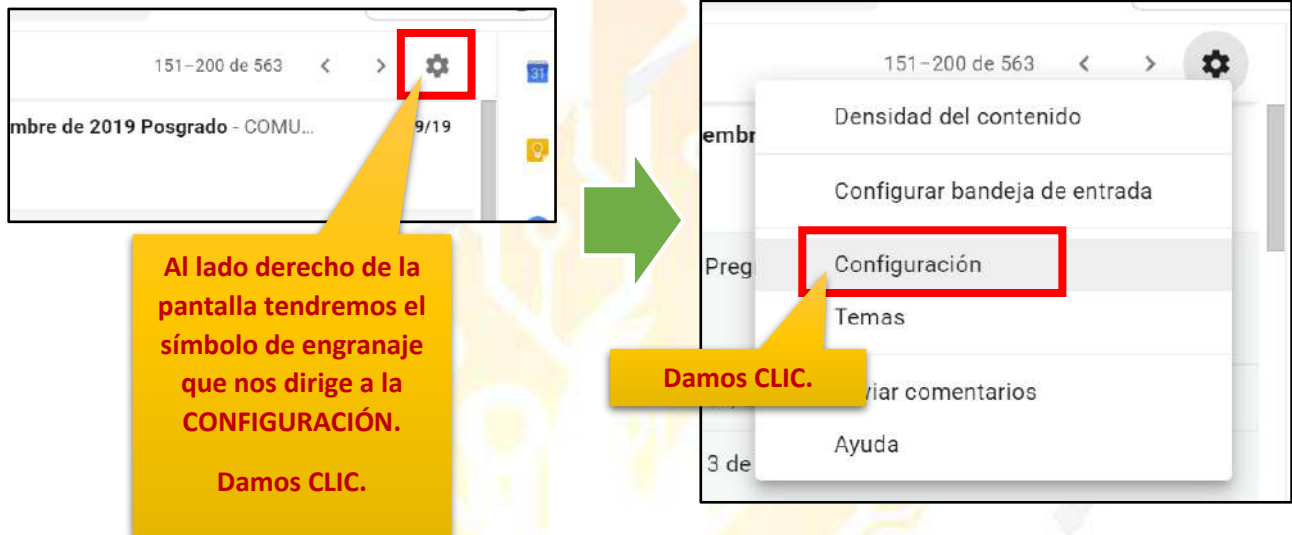 151–200 de 563 < >
31
mbre de 2019 Posgrado - COMU...
9/19
Al lado derecho de la
pantalla tendremos el
símbolo de engranaje
que nos dirige a la
CONFIGURACIÓN.
Damos CLIC.
151–200 de 563 < >
Densidad del contenido
embr
Configurar bandeja de entrada
Preg
Configuración
Temas
Damos CLIC.
viar comentarios
Ayuda
3 de